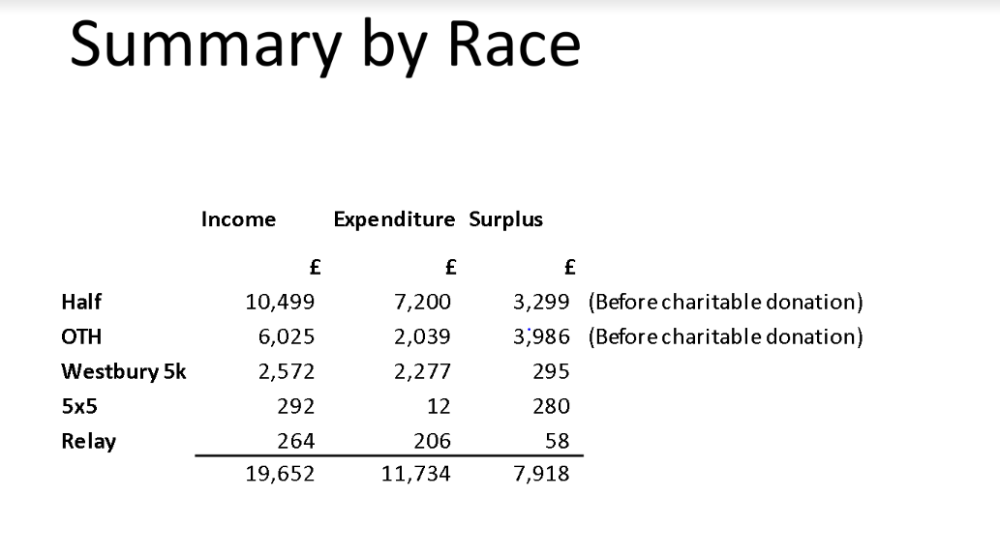 Summary by Race
Income Expenditure Surplus
£ £ £
Half 10,499 7,200 3,299 (Before charitable donation)
OTH 6,025 2,039 3,986 (Before charitable donation)
Westbury 5k 2,572 2,277 295
5x5 292 12 280
Relay 264 206 58
19,652 11,734 7,918